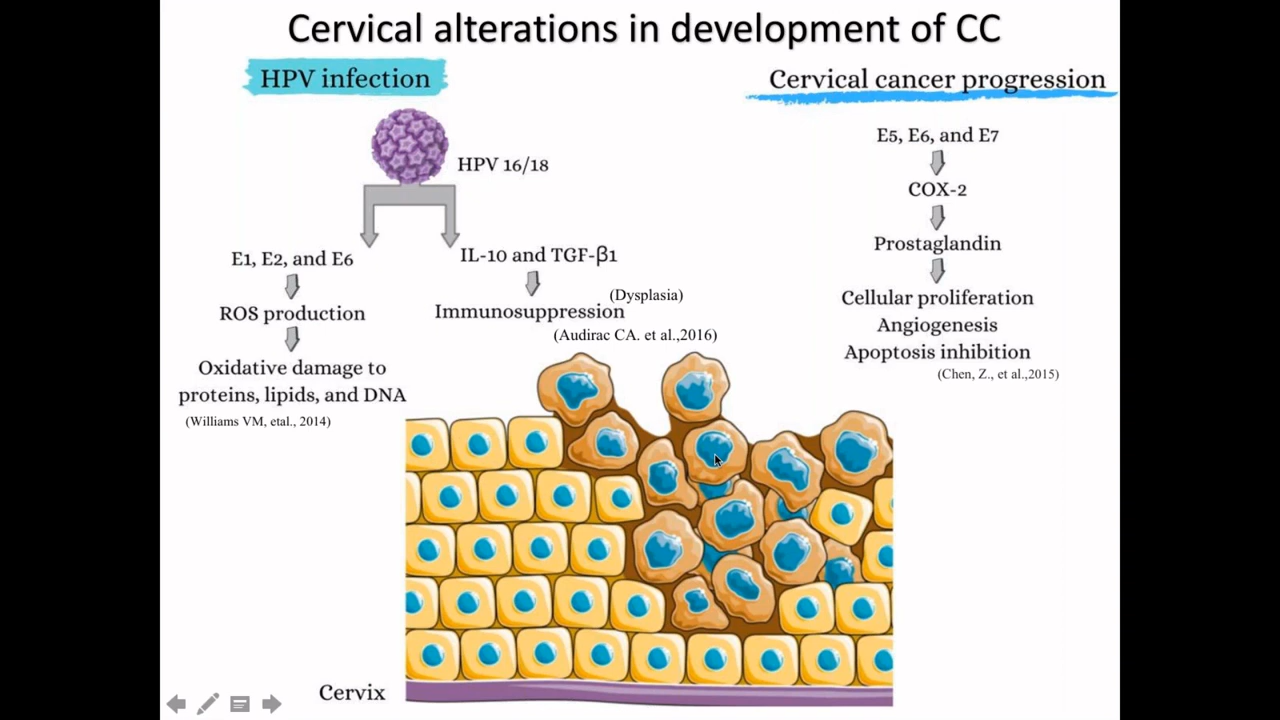 Cervical alterations in development of CC
HPV infection
HPV 16/18
E1, E2, and E6
ROS production
Oxidative damage to
proteins, lipids, and DNA
(Williams VM, etal., 2014)
IL-10 and TGF-β1
(Dysplasia)
Immunosuppression
(Audirac CA. et al.,2016)
Cervical cancer progression
E5, E6, and E7
COX-2
Prostaglandin
Cellular proliferation
Angiogenesis
Apoptosis inhibition
(Chen, Z., et al.,2015)
Cervix